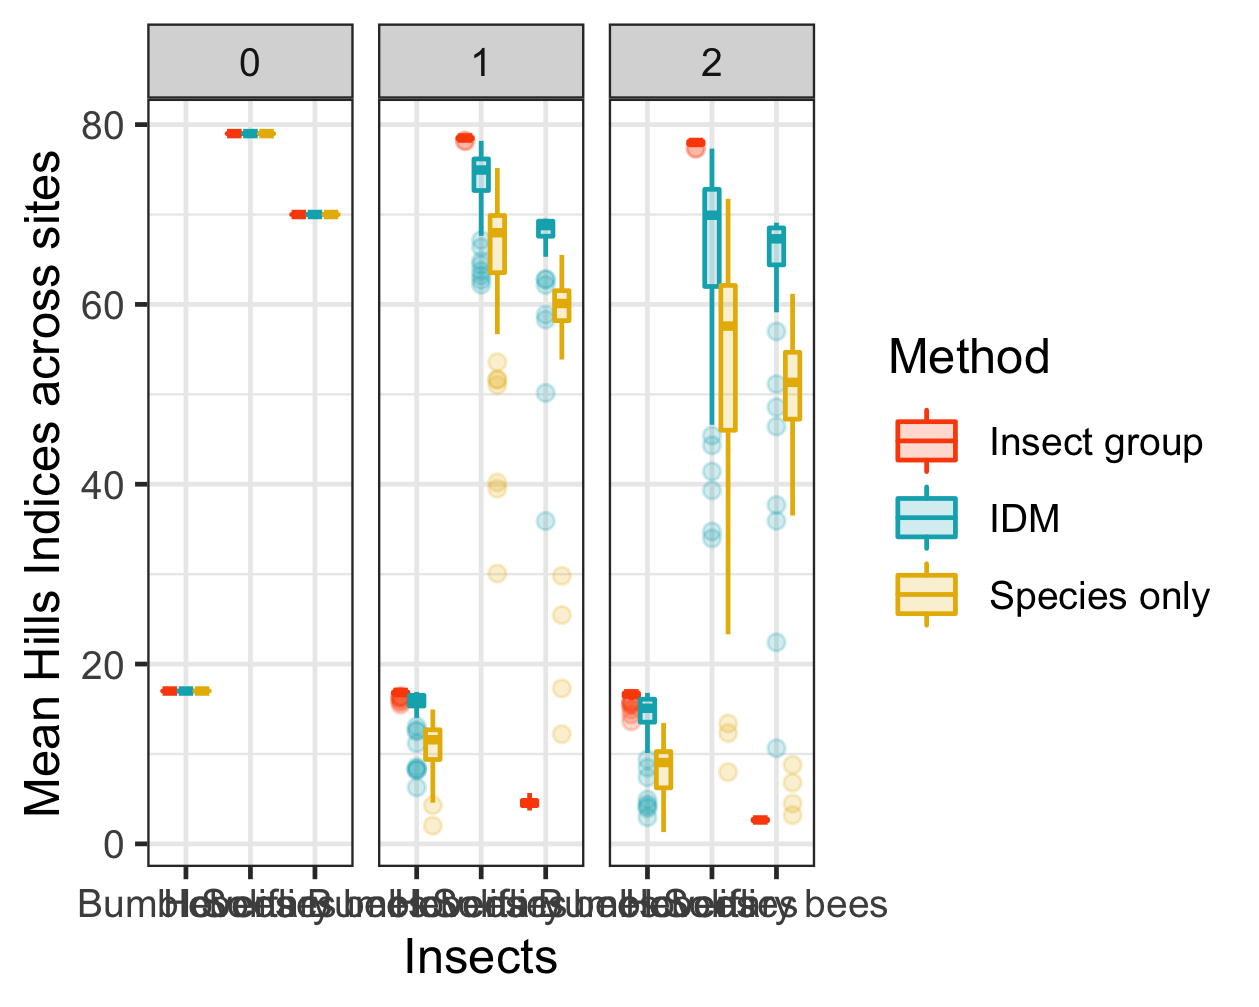 0
1
2
Mean Hills Indices across sites
80
60
40
20
0
bees
Insects
Method
Insect group
IDM
Species only